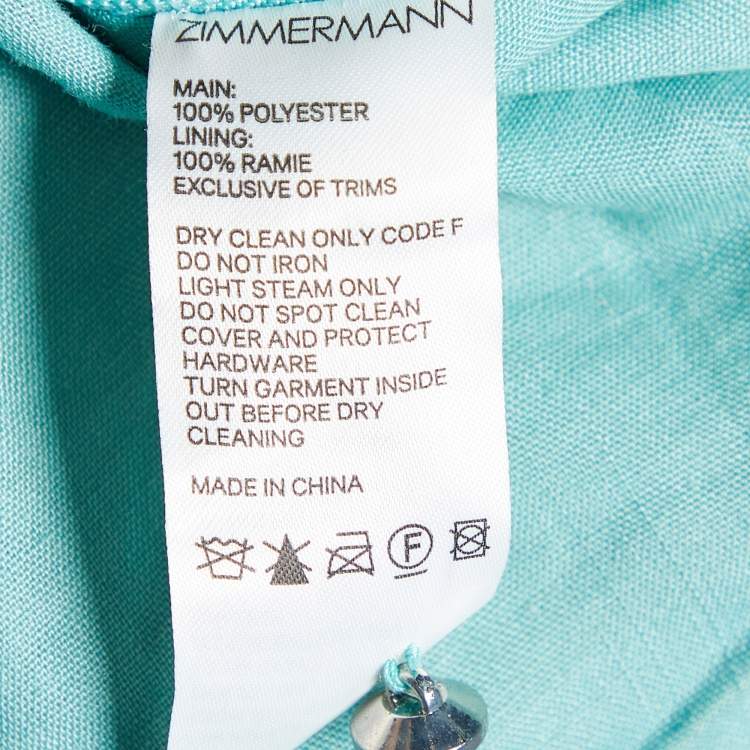 ZIMMERMANN
MAIN:
100% POLYESTER
LINING:
100% RAMIE
EXCLUSIVE OF TRIMS
DRY CLEAN ONLY CODE F
DO NOT IRON
LIGHT STEAM ONLY
DO NOT SPOT CLEAN
COVER AND PROTECT
HARDWARE
TURN GARMENT INSIDE
OUT BEFORE DRY
CLEANING
MADE IN CHINA
F